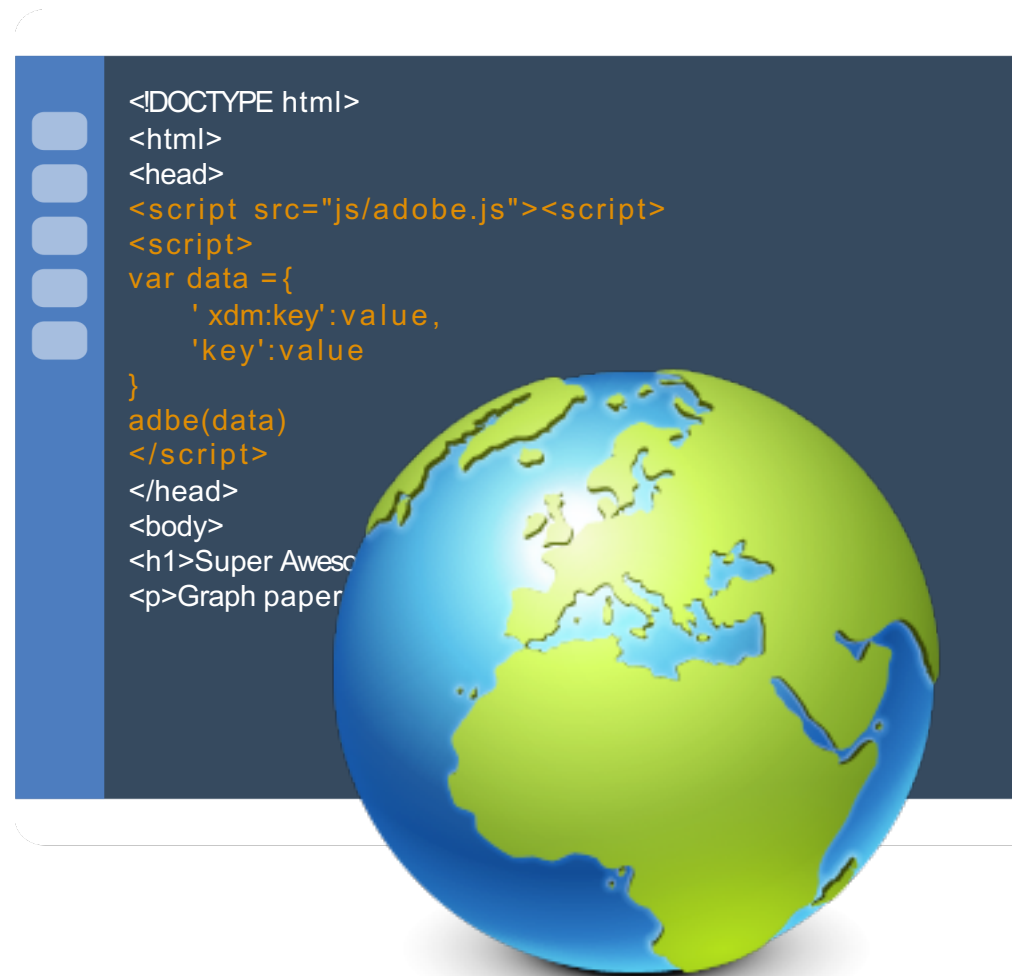 <!DOCTYPE html>
<html>
<head>
<script src="js/adobe.js"><script>
<script>
var data ={
' xdm:key':value,
'key':value
}
adbe(data)
</script>
</head>
<body>
<h1>Super
<p>Graph paper